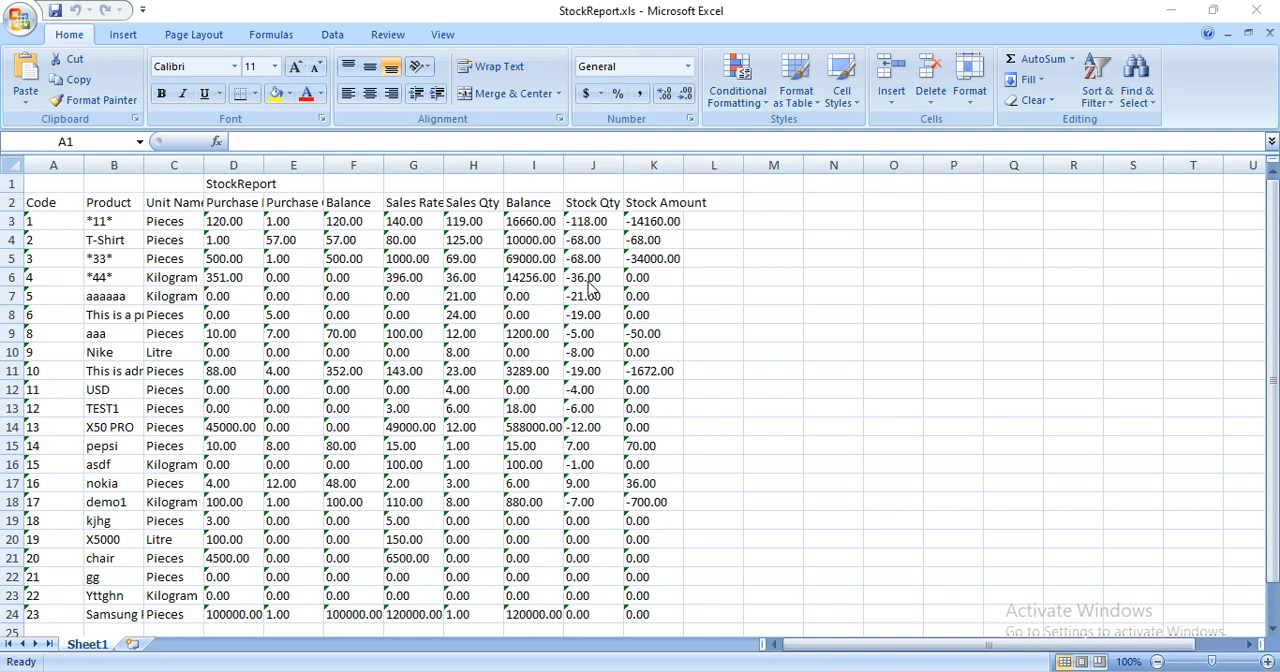 StockReport.xls - Microsoft Excel
Home Insert Page Layout Formulas Data Review View
Paste Cut Copy Format Painter Clipboard
Calibri 11 A A B I U A Font
Wrap Text Merge & Center Alignment
General $ % , .0 .00 .00 .0 Number
Conditional Formatting Format as Table Cell Styles Styles
Insert Delete Format Cells
Σ AutoSum Fill Clear Sort & Filter Find & Select Editing
A1 fx
A B C D E F G H I J K L M N O P Q R S T U
1 StockReport
2 Code Product Unit Name Purchase Purchase Balance Sales Rate Sales Qty Balance Stock Qty Stock Amount
3 1 *11* Pieces 120.00 1.00 120.00 140.00 119.00 16660.00 -118.00 -14160.00
4 2 T-Shirt Pieces 1.00 57.00 57.00 80.00 125.00 10000.00 -68.00 -68.00
5 3 *33* Pieces 500.00 1.00 500.00 1000.00 69.00 69000.00 -68.00 -34000.00
6 4 *44* Kilogram 351.00 0.00 0.00 396.00 36.00 14256.00 -36.00 0.00
7 5 aaaaaa Kilogram 0.00 0.00 0.00 0.00 21.00 0.00 -21.00 0.00
8 6 This is a pr Pieces 0.00 5.00 0.00 0.00 24.00 0.00 -19.00 0.00
9 8 aaa Pieces 10.00 7.00 70.00 100.00 12.00 1200.00 -5.00 -50.00
10 9 Nike Litre 0.00 0.00 0.00 0.00 8.00 0.00 -8.00 0.00
11 10 This is adr Pieces 88.00 4.00 352.00 143.00 23.00 3289.00 -19.00 -1672.00
12 11 USD Pieces 0.00 0.00 0.00 0.00 4.00 0.00 -4.00 0.00
13 12 TEST1 Pieces 0.00 0.00 0.00 3.00 6.00 18.00 -6.00 0.00
14 13 X50 PRO Pieces 45000.00 0.00 0.00 49000.00 12.00 588000.00 -12.00 0.00
15 14 pepsi Pieces 10.00 8.00 80.00 15.00 1.00 15.00 7.00 70.00
16 15 asdf Kilogram 0.00 0.00 0.00 100.00 1.00 100.00 -1.00 0.00
17 16 nokia Pieces 4.00 12.00 48.00 2.00 3.00 6.00 9.00 36.00
18 17 demo1 Kilogram 100.00 1.00 100.00 110.00 8.00 880.00 -7.00 -700.00
19 18 kjhg Pieces 3.00 0.00 0.00 5.00 0.00 0.00 0.00 0.00
20 19 X5000 Litre 100.00 0.00 0.00 150.00 0.00 0.00 0.00 0.00
21 20 chair Pieces 4500.00 0.00 0.00 6500.00 0.00 0.00 0.00 0.00
22 21 gg Pieces 0.00 0.00 0.00 0.00 0.00 0.00 0.00 0.00
23 22 Yttghn Kilogram 0.00 0.00 0.00 0.00 0.00 0.00 0.00 0.00
24 23 Samsung Pieces 100000.00 1.00 100000.00 120000.00 1.00 120000.00 0.00 0.00
25
Activate Windows
Go to Settings to activate Windows.
Sheet1
Ready 100%